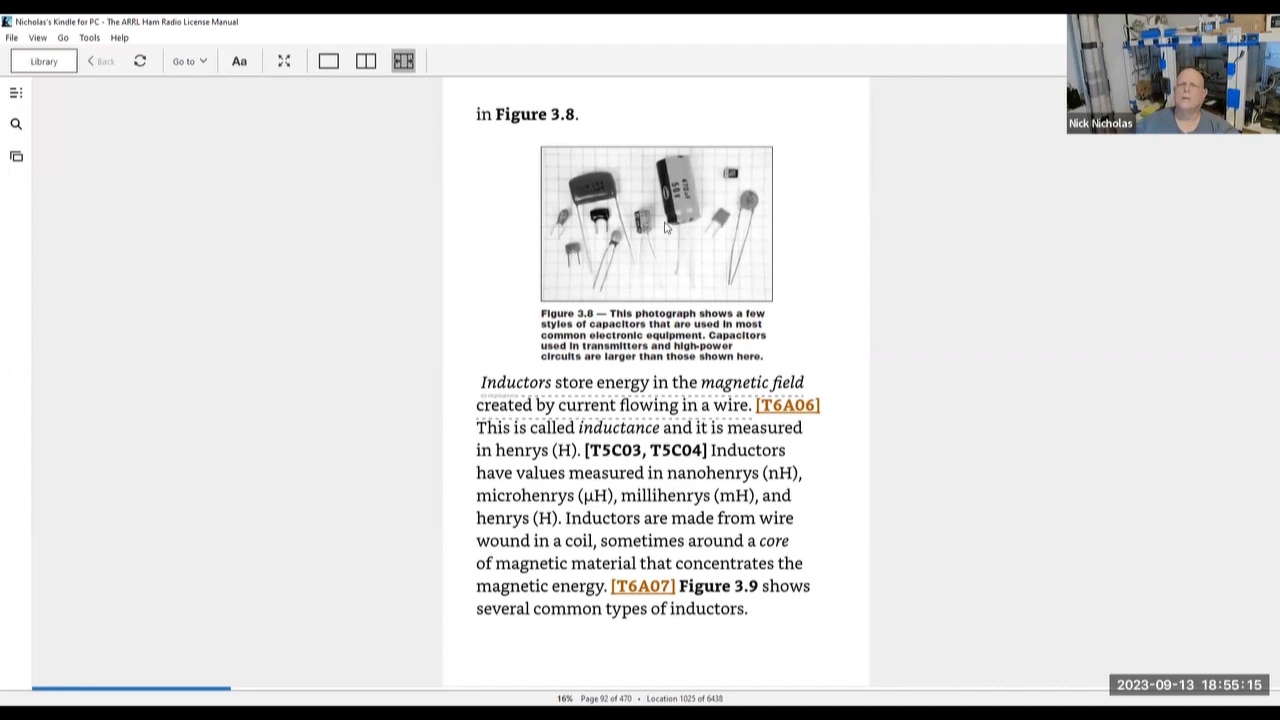 Nicholas's Kindle for PC - The ARRL Ham Radio License Manual
File View Go Tools Help
Library
Back
Go to
Aa
Nick Nicholas
in Figure 3.8.
Figure 3.8 — This photograph shows a few
styles of capacitors that are used in most
common electronic equipment. Capacitors
used in transmitters and high-power
circuits are larger than those shown here.
Inductors store energy in the magnetic field
created by current flowing in a wire. [T6A06]
This is called inductance and it is measured
in henrys (H). [T5C03, T5C04] Inductors
have values measured in nanohenrys (nH),
microhenrys (μH), millihenrys (mH), and
henrys (H). Inductors are made from wire
wound in a coil, sometimes around a core
of magnetic material that concentrates the
magnetic energy. [T6A07] Figure 3.9 shows
several common types of inductors.
2023-09-13 18:55:15
16% Page 92 of 470 • Location 1025 of 6438